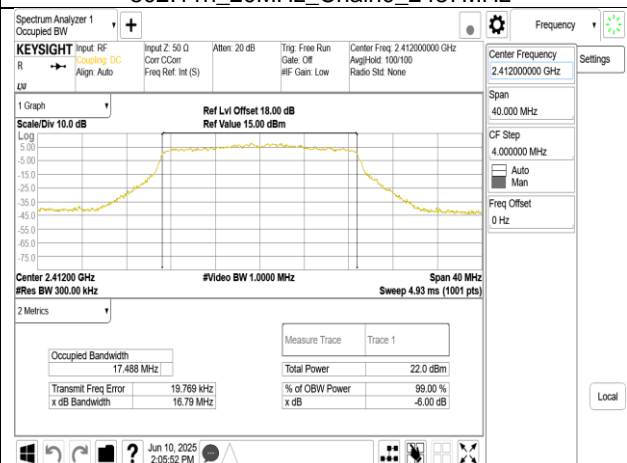 Spectrum Analyzer 1
Occupied BW
Frequency
KEYSIGHT
R
Input: RF
Coupling: DC
Align: Auto
Input Z: 50 Ω
Corr CCorr
Freq Ref: Int (S)
Atten: 20 dB
Trig: Free Run
Gate: Off
#IF Gain: Low
Center Freq: 2.412000000 GHz
Avg|Hold: 100/100
Radio Std: None
Center Frequency
2.412000000 GHz
Settings
Span
40.000 MHz
CF Step
4.000000 MHz
Auto
Man
Freq Offset
0 Hz
Local
1 Graph
Scale/Div 10.0 dB
Ref Lvl Offset 18.00 dB
Ref Value 15.00 dBm
Log
5.00
-5.00
-15.0
-25.0
-35.0
-45.0
-55.0
-65.0
-75.0
Center 2.41200 GHz
#Res BW 300.00 kHz
#Video BW 1.0000 MHz
Span 40 MHz
Sweep 4.93 ms (1001 pts)
2 Metrics
Measure Trace Trace 1
Occupied Bandwidth
17.488 MHz
Total Power 22.0 dBm
Transmit Freq Error 19.769 kHz
% of OBW Power 99.00 %
x dB Bandwidth 16.79 MHz
x dB -6.00 dB
Jun 10, 2025
2:05:52 PM